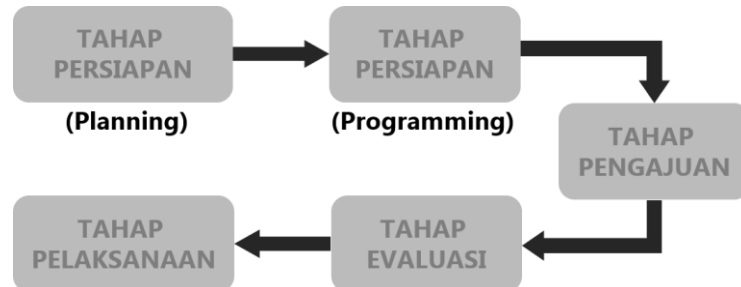 TAHAP
PERSIAPAN
(Planning)
TAHAP
PERSIAPAN
(Programming)
TAHAP
PENGAJUAN
TAHAP
EVALUASI
TAHAP
PELAKSANAAN